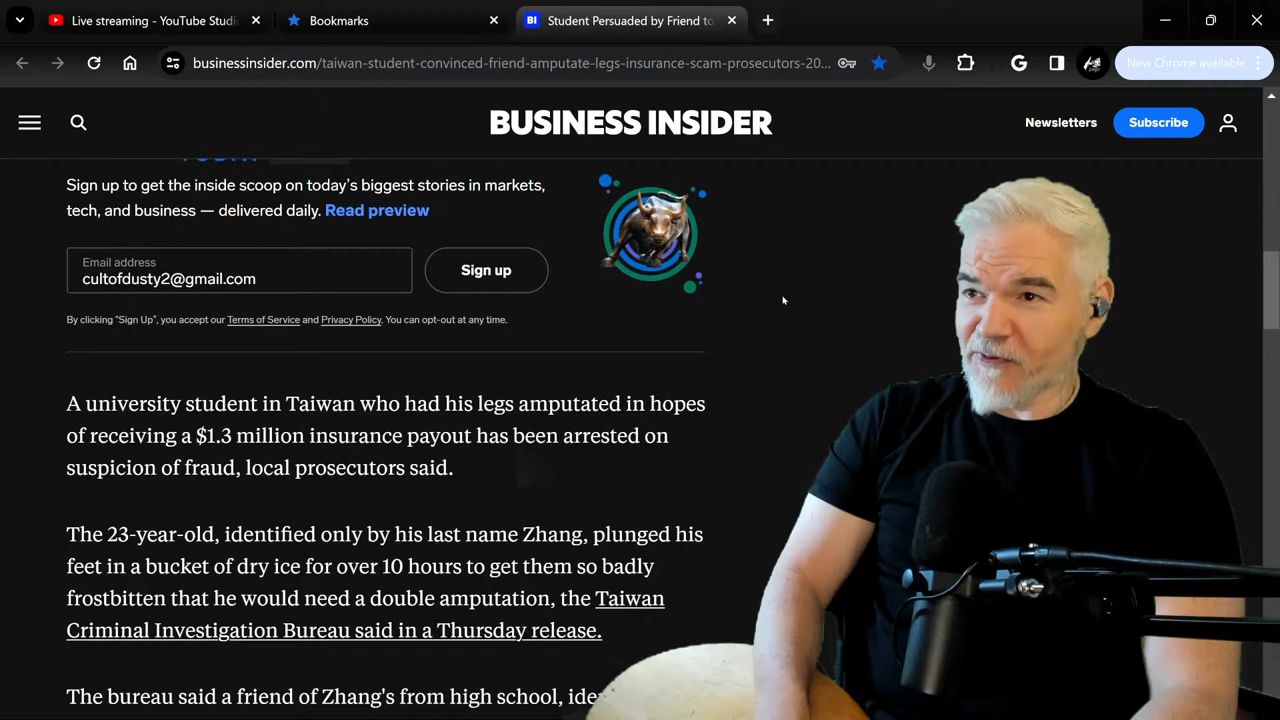 Live streaming - YouTube Studi
Bookmarks
BI
Student Persuaded by Friend to
businessinsider.com/taiwan-student-convinced-friend-amputate-legs-insurance-scam-prosecutors-20...
G
New Chrome available
BUSINESS INSIDER
Newsletters
Subscribe
Sign up to get the inside scoop on today's biggest stories in markets,
tech, and business — delivered daily. Read preview
Email address
cultofdusty2@gmail.com
Sign up
By clicking "Sign Up", you accept our Terms of Service and Privacy Policy. You can opt-out at any time.
A university student in Taiwan who had his legs amputated in hopes
of receiving a $1.3 million insurance payout has been arrested on
suspicion of fraud, local prosecutors said.
The 23-year-old, identified only by his last name Zhang, plunged his
feet in a bucket of dry ice for over 10 hours to get them so badly
frostbitten that he would need a double amputation, the Taiwan
Criminal Investigation Bureau said in a Thursday release.
The bureau said a friend of Zhang's from high school,